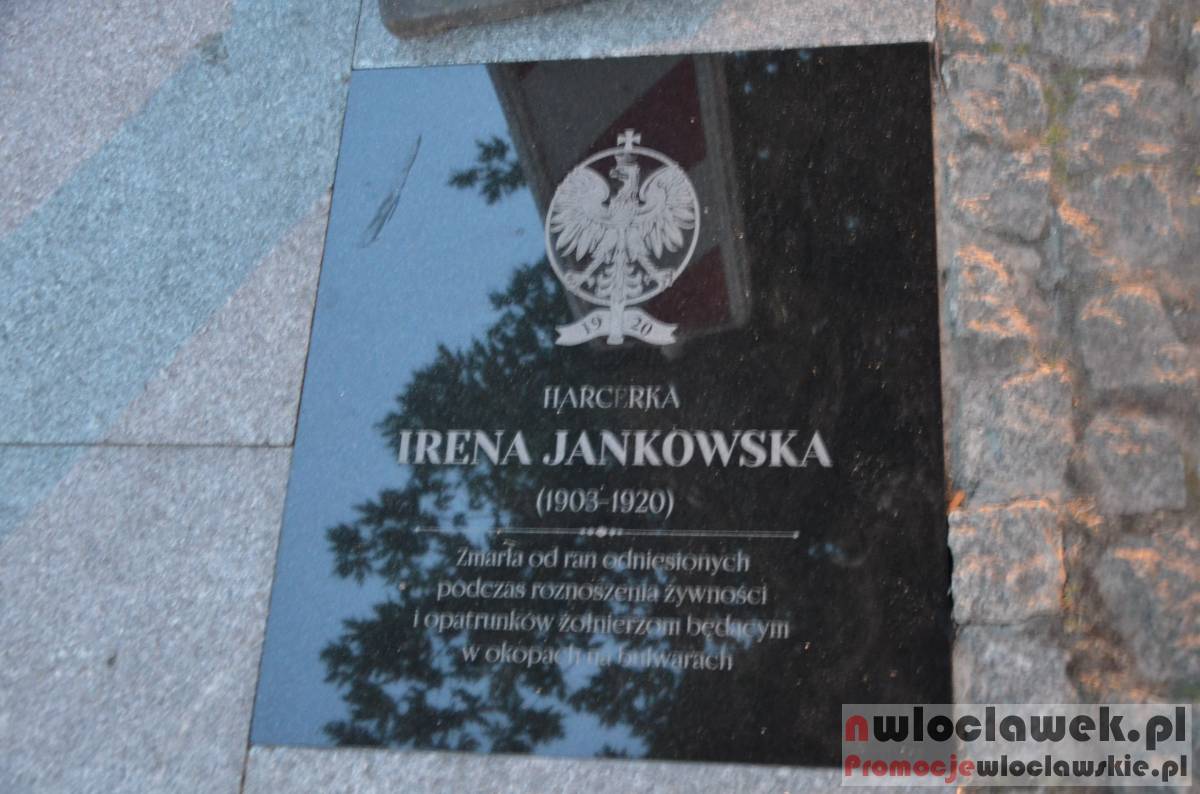 19 20
HARCERKA
IRENA JANKOWSKA
(1903-1920)
Zmarła od ran odniesionych
podczas roznoszenia żywności
i opatrunków żołnierzom będącym
w okopach na bulwarach
nwloclawek.pl
Promocjewloclawskie.pl